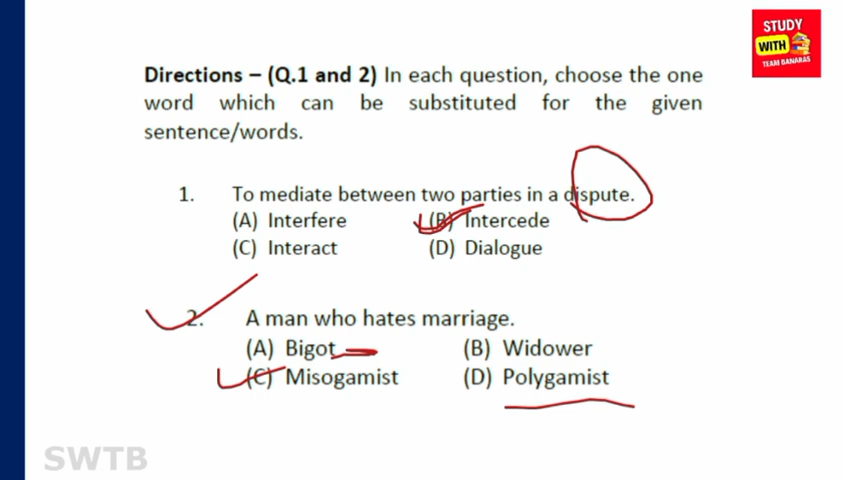 STUDY
WITH
TEAM BANARAS
Directions – (Q.1 and 2) In each question, choose the one
word which can be substituted for the given
sentence/words.
1. To mediate between two parties in a dispute.
(A) Interfere (B) Intercede
(C) Interact (D) Dialogue
2. A man who hates marriage.
(A) Bigot (B) Widower
(C) Misogamist (D) Polygamist
SWTB